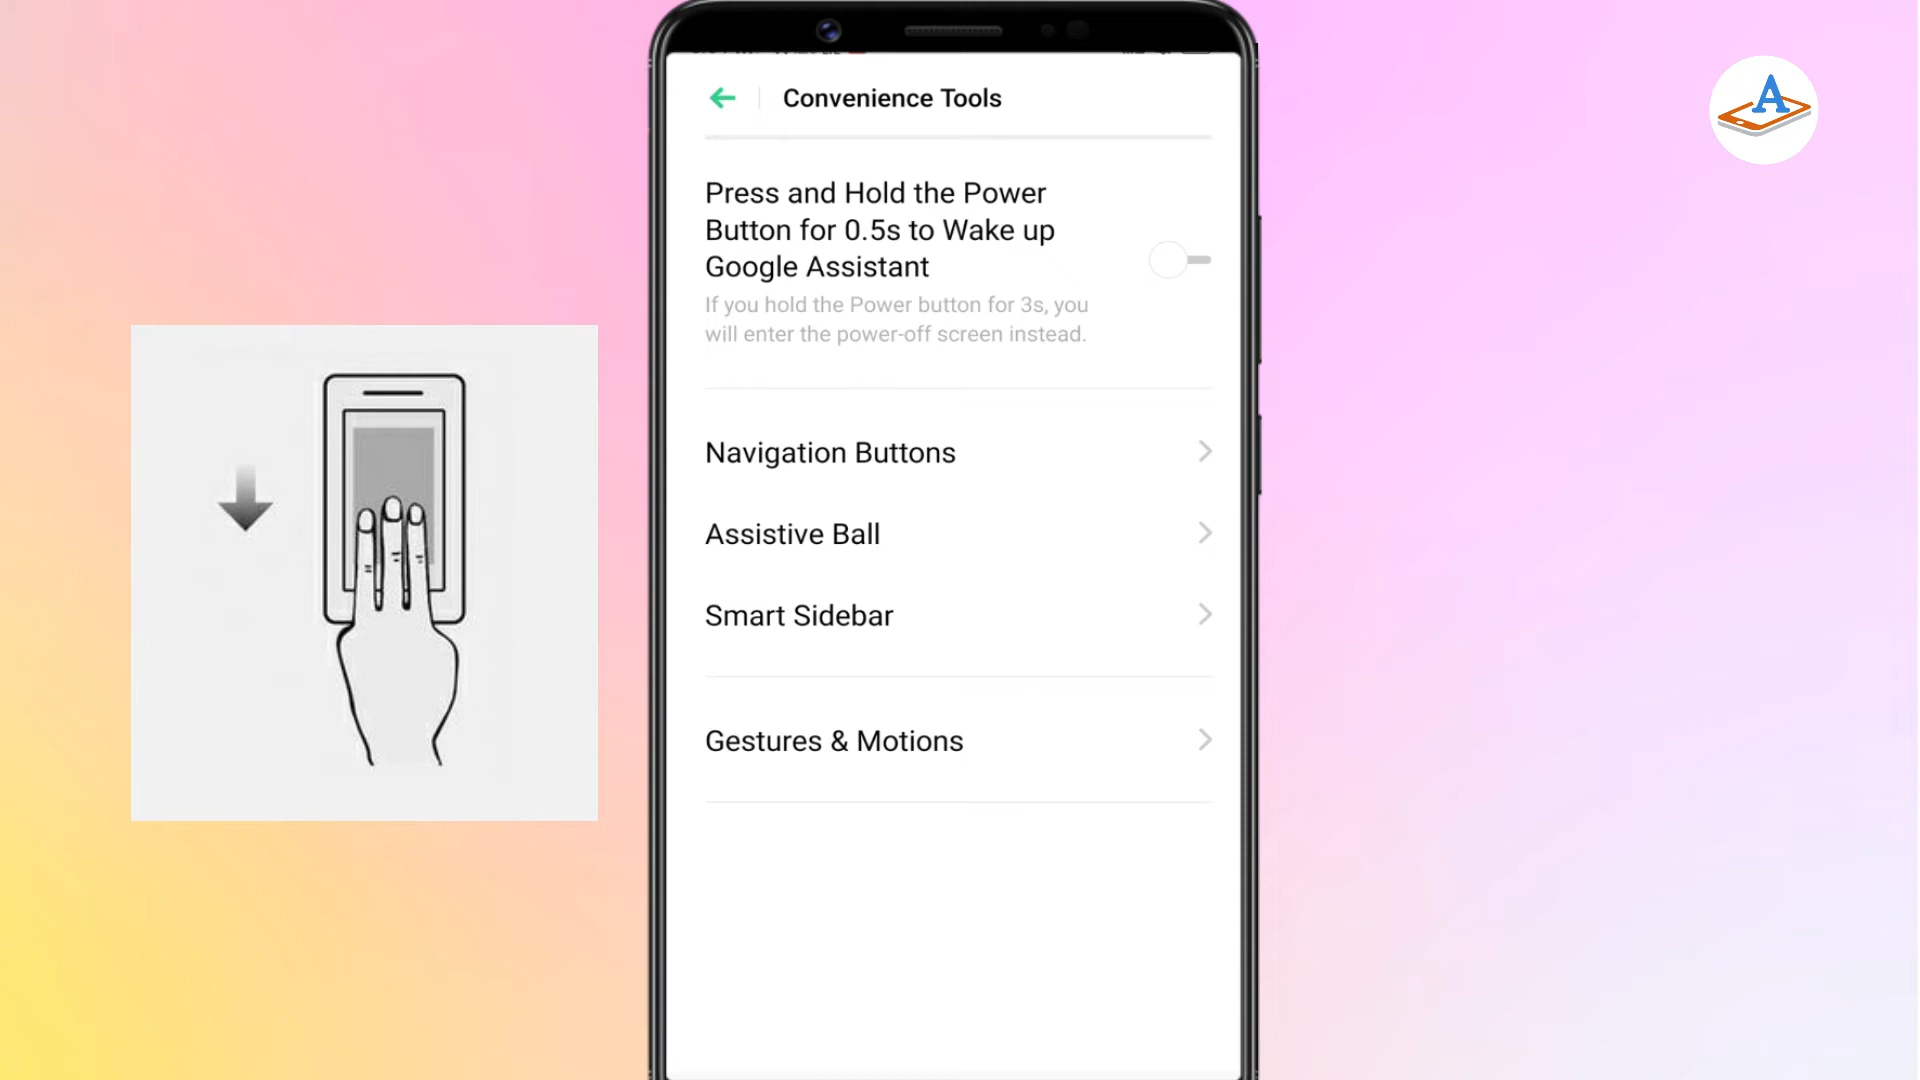 Convenience Tools
Press and Hold the Power
Button for 0.5s to Wake up
Google Assistant
If you hold the Power button for 3s, you
will enter the power-off screen instead.
Navigation Buttons
Assistive Ball
Smart Sidebar
Gestures & Motions
A